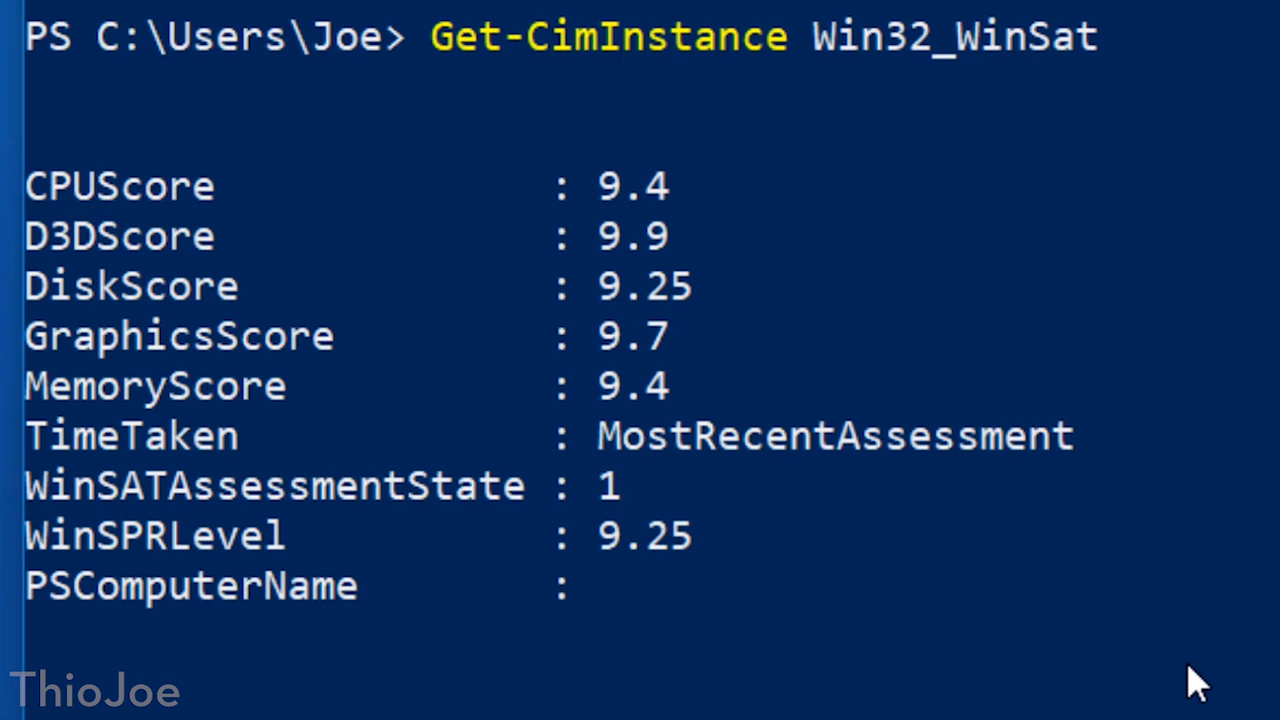 PS C:\Users\Joe> Get-CimInstance Win32_WinSat
CPUScore : 9.4
D3DScore : 9.9
DiskScore : 9.25
GraphicsScore : 9.7
MemoryScore : 9.4
TimeTaken : MostRecentAssessment
WinSATAssessmentState : 1
WinSPRLevel : 9.25
PSComputerName :
ThioJoe